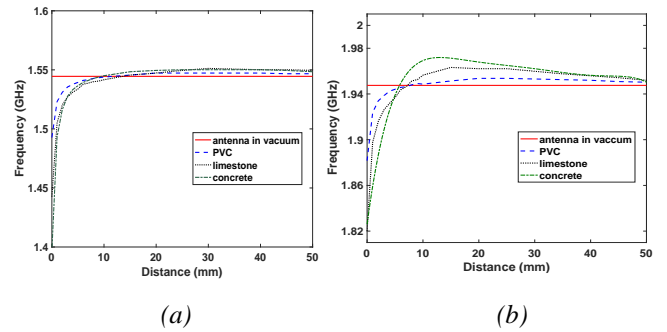 1.6
1.55
1.5
1.45
1.4
Frequency (GHz)
antenna in vacuum
PVC
limestone
concrete
0 10 20 30 40 50
Distance (mm)
(a)
2
1.98
1.94
1.9
1.86
1.82
Frequency (GHz)
antenna in vaccum
PVC
limestone
concrete
0 10 20 30 40 50
Distance (mm)
(b)